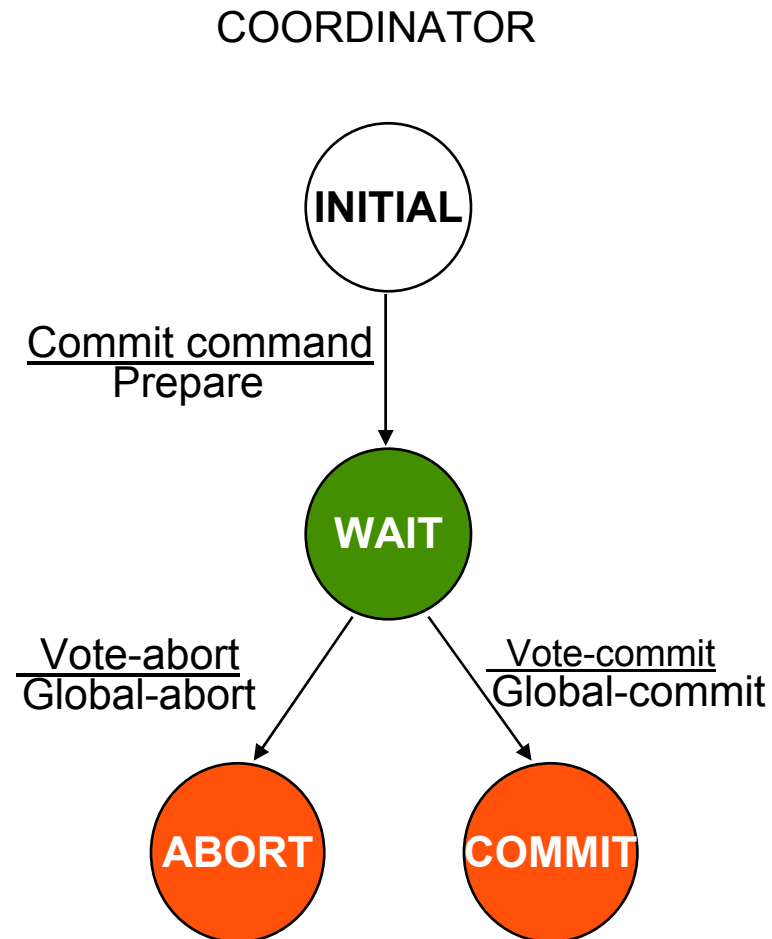 COORDINATOR
INITIAL
Commit command
Prepare
WAIT
Vote-abort
Global-abort
Vote-commit
Global-commit
ABORT
COMMIT